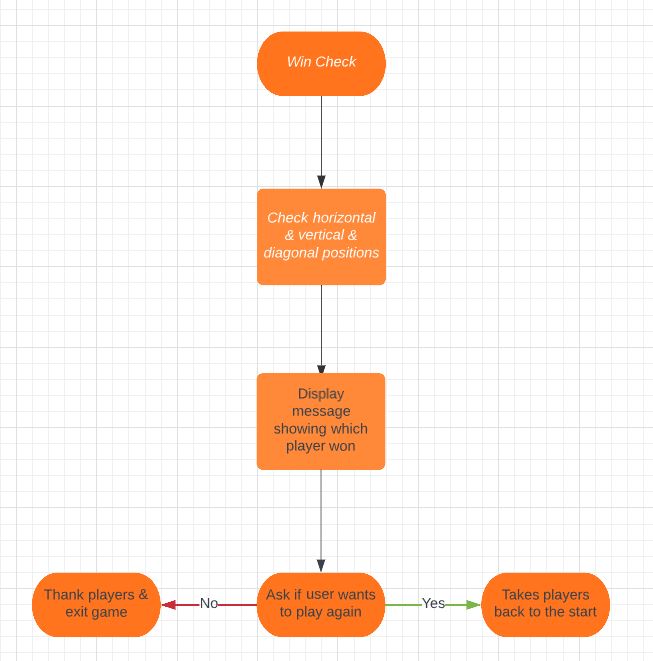 Win Check
Check horizontal
& vertical &
diagonal positions
Display
message
showing which
player won
Thank players &
exit game
No
Ask if user wants
to play again
Yes
Takes players
back to the start